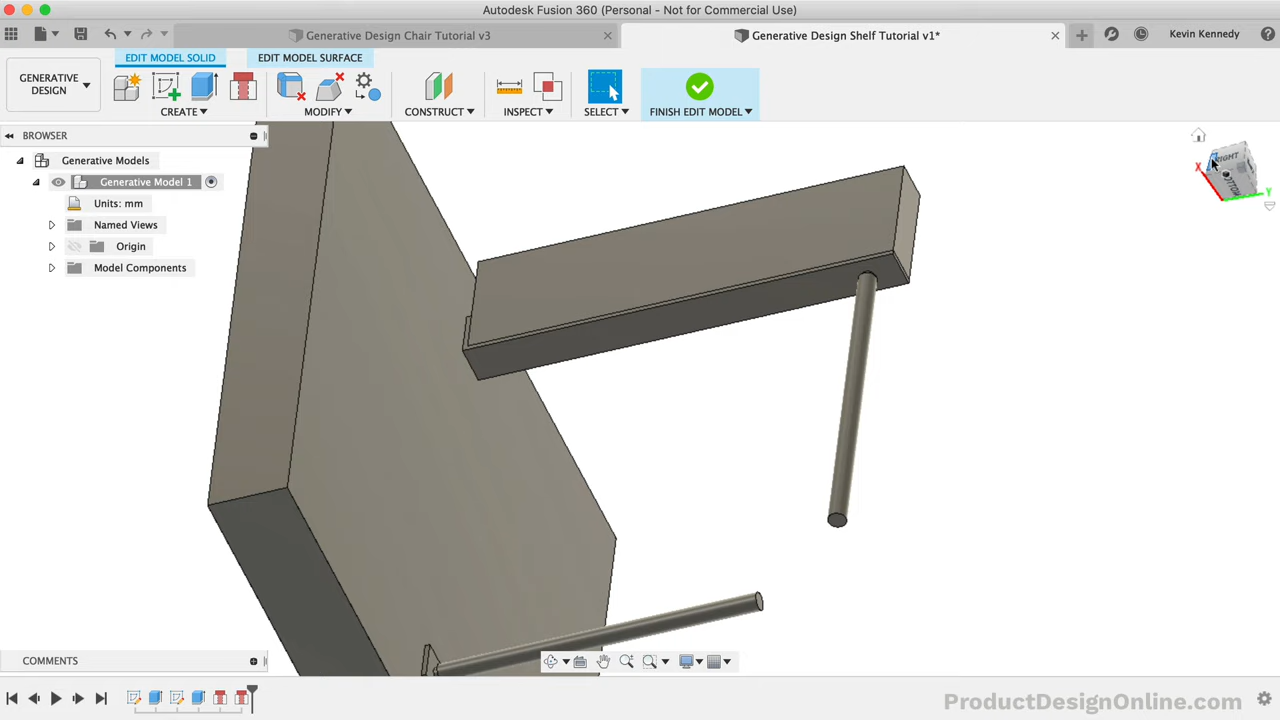 Autodesk Fusion 360 (Personal - Not for Commercial Use)
Generative Design Chair Tutorial v3
Generative Design Shelf Tutorial v1*
Kevin Kennedy
GENERATIVE DESIGN
EDIT MODEL SOLID
EDIT MODEL SURFACE
CREATE
MODIFY
CONSTRUCT
INSPECT
SELECT
FINISH EDIT MODEL
BROWSER
Generative Models
Generative Model 1
Units: mm
Named Views
Origin
Model Components
X
RIGHT
BOTTOM
Y
COMMENTS
ProductDesignOnline.com